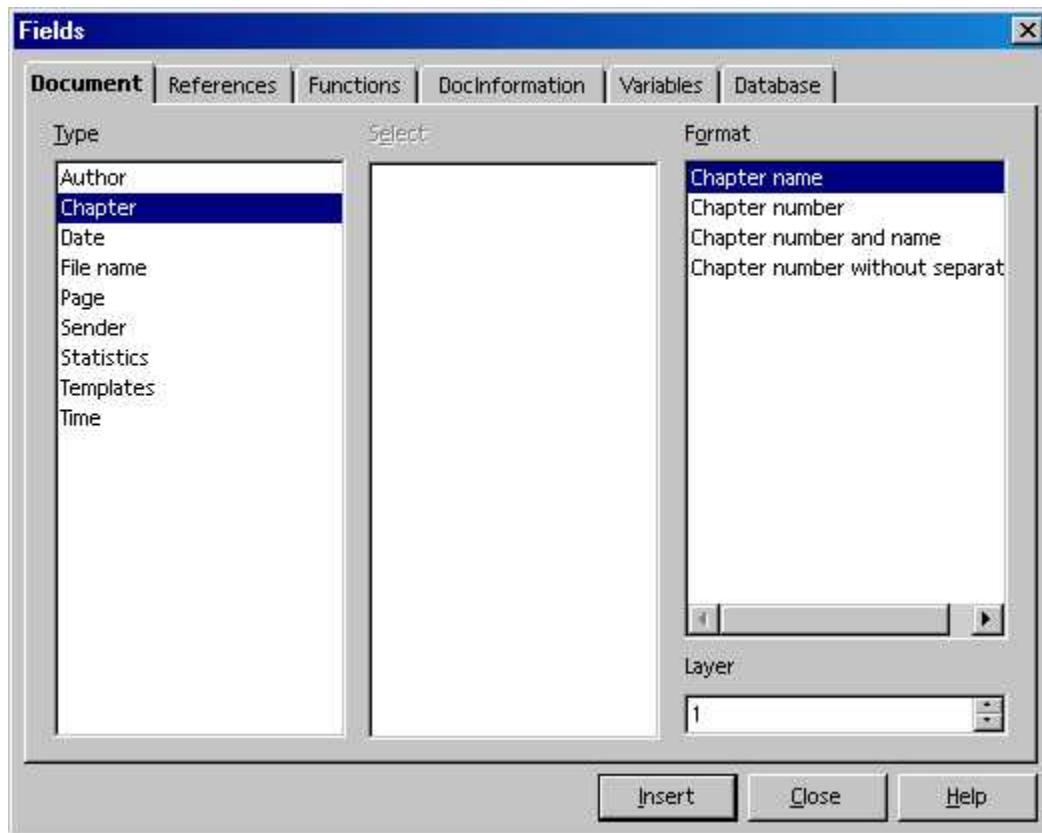 Fields
Document References Functions DocInformation Variables Database
Type
Author
Chapter
Date
File name
Page
Sender
Statistics
Templates
Time
Select
Format
Chapter name
Chapter number
Chapter number and name
Chapter number without separat
Layer
1
Insert Close Help